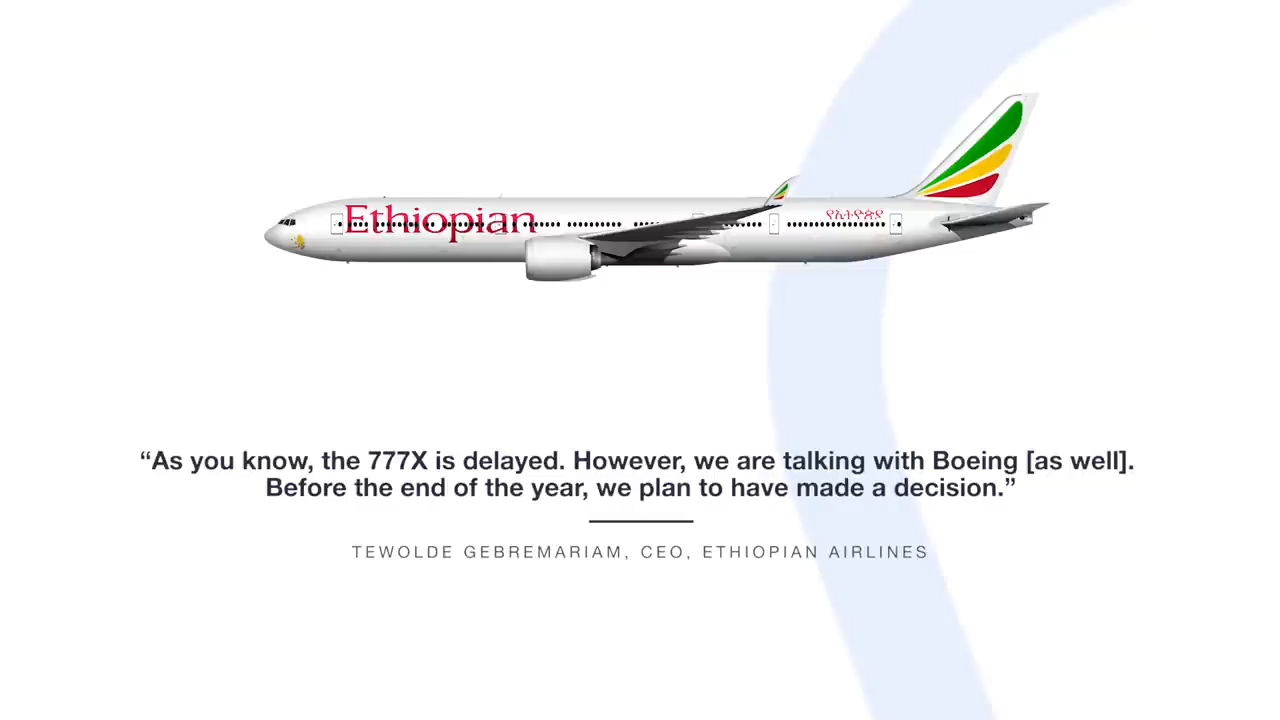 Ethiopian
የኢትዮጵያ
“As you know, the 777X is delayed. However, we are talking with Boeing [as well].
Before the end of the year, we plan to have made a decision.”
TEWOLDE GEBREMARIAM, CEO, ETHIOPIAN AIRLINES